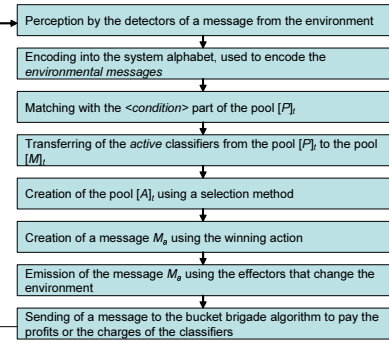 Perception by the detectors of a message from the environment
Encoding into the system alphabet, used to encode the
environmental messages
Matching with the <condition> part of the pool [P]t
Transferring of the active classifiers from the pool [P]t to the pool
[M]t
Creation of the pool [A]t using a selection method
Creation of a message Ma using the winning action
Emission of the message Ma using the effectors that change the
environment
Sending of a message to the bucket brigade algorithm to pay the
profits or the charges of the classifiers